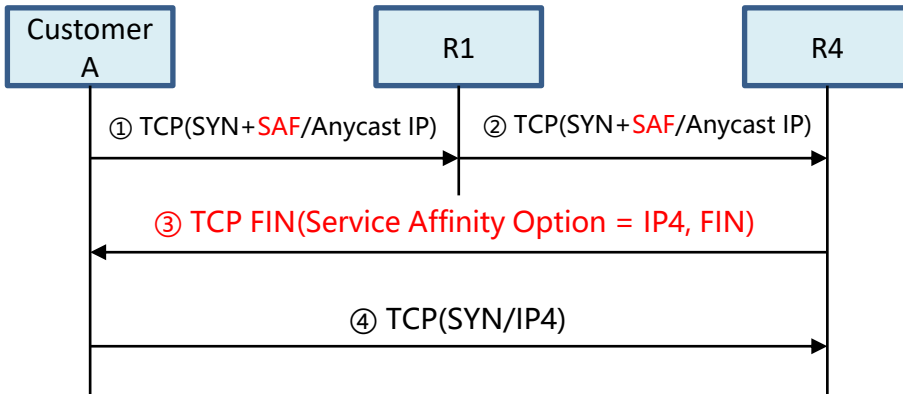 Customer
A
R1
R4
① TCP(SYN+SAF/Anycast IP)
② TCP(SYN+SAF/Anycast IP)
③ TCP FIN(Service Affinity Option = IP4, FIN)
④ TCP(SYN/IP4)